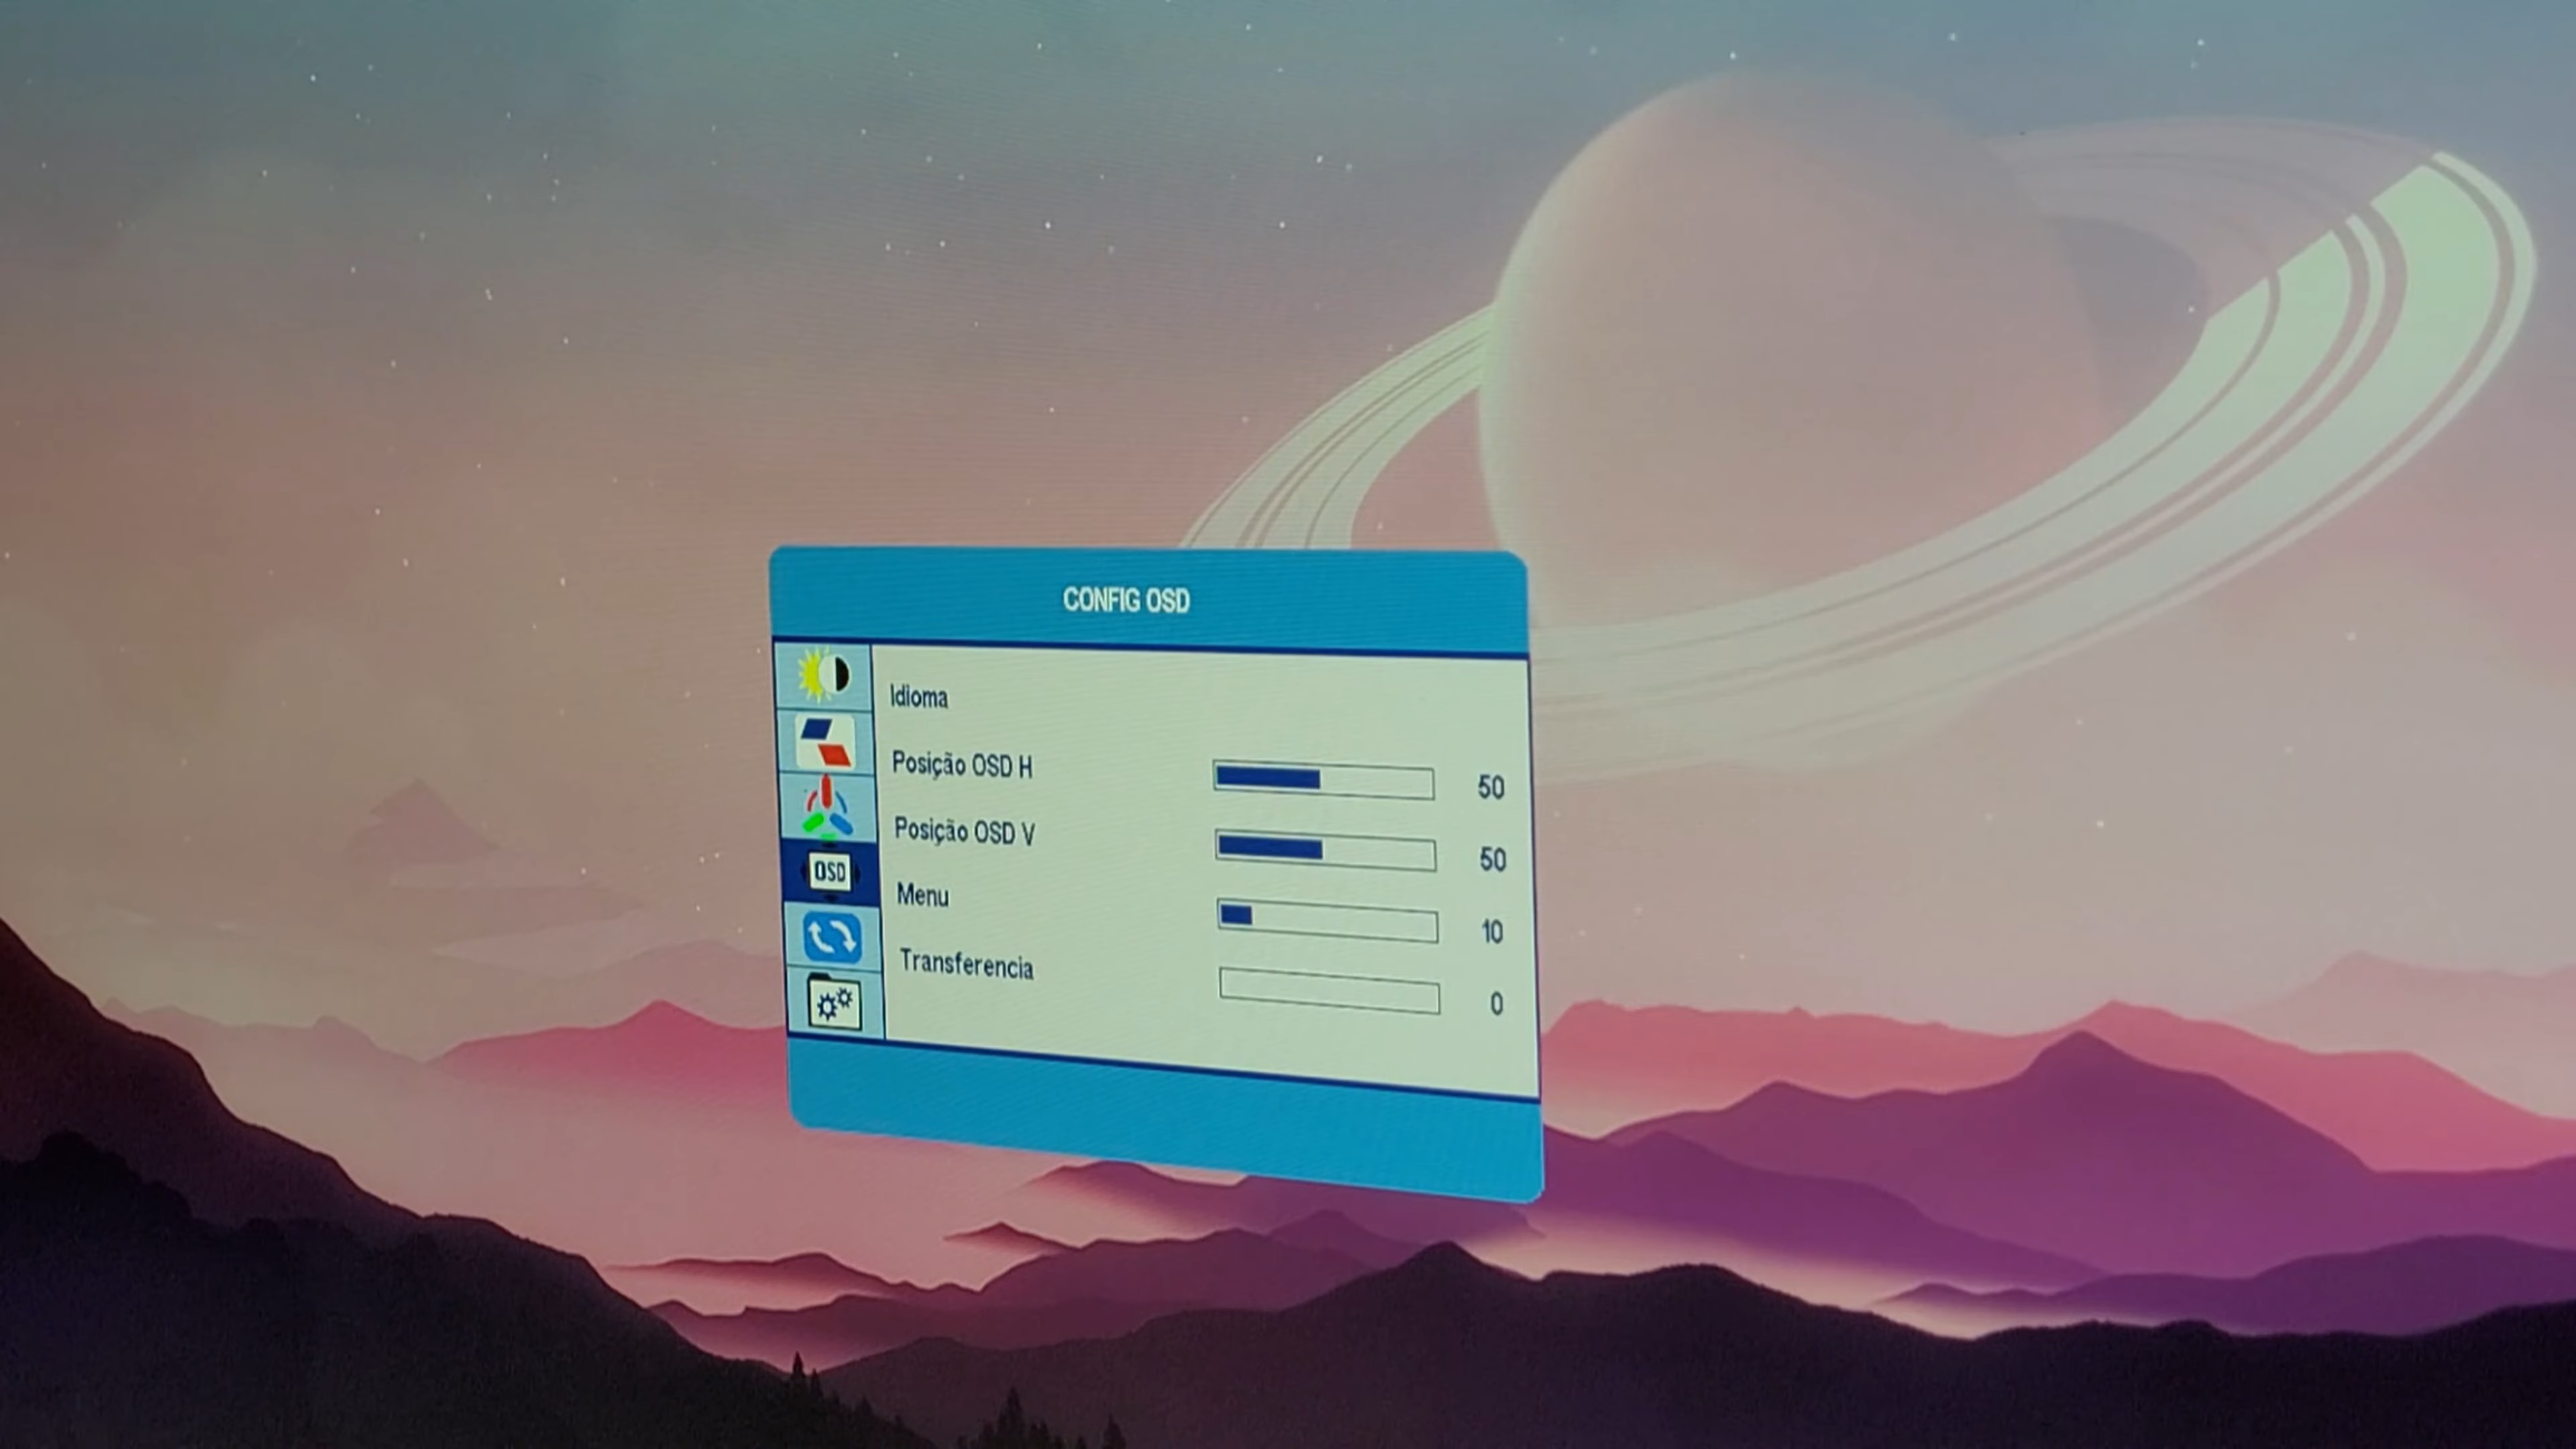 CONFIG OSD
Idioma
Posição OSD H 50
Posição OSD V 50
OSD
Menu 10
Transferencia 0